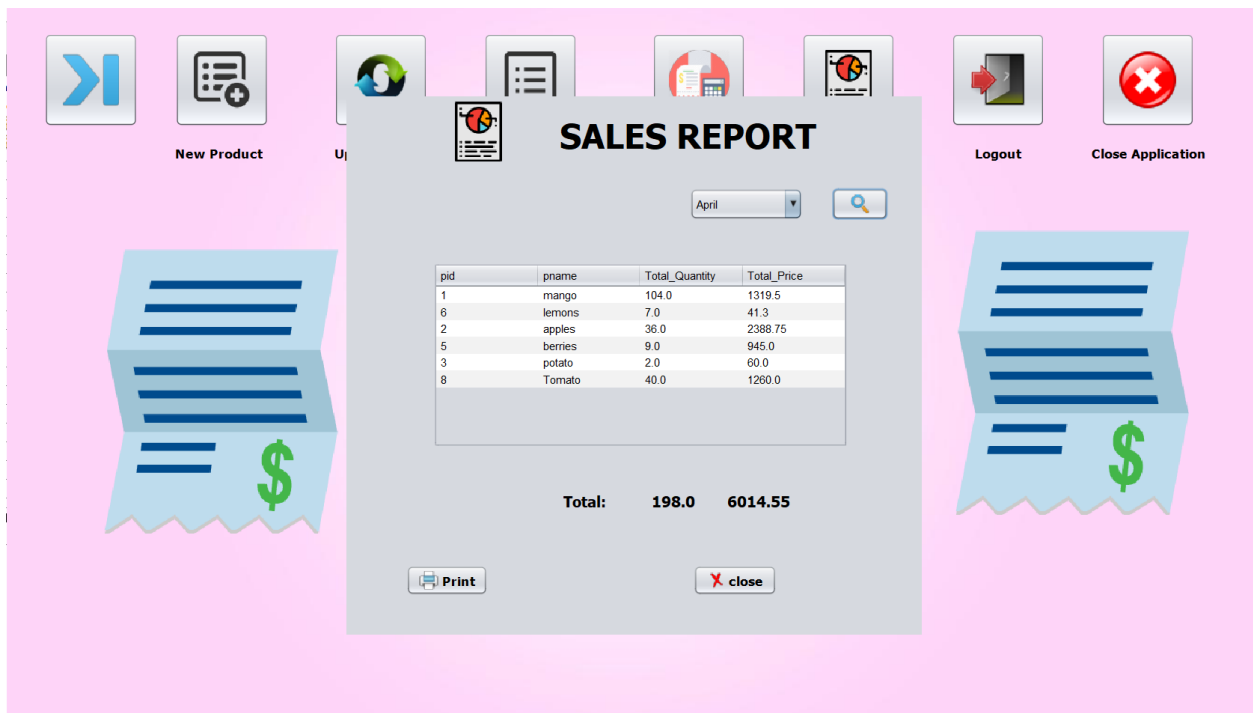 New Product
Logout
Close Application
SALES REPORT
April
pid pname Total_Quantity Total_Price
1 mango 104.0 1319.5
6 lemons 7.0 41.3
2 apples 36.0 2388.75
5 berries 9.0 945.0
3 potato 2.0 60.0
8 Tomato 40.0 1260.0
Total: 198.0 6014.55
Print
close